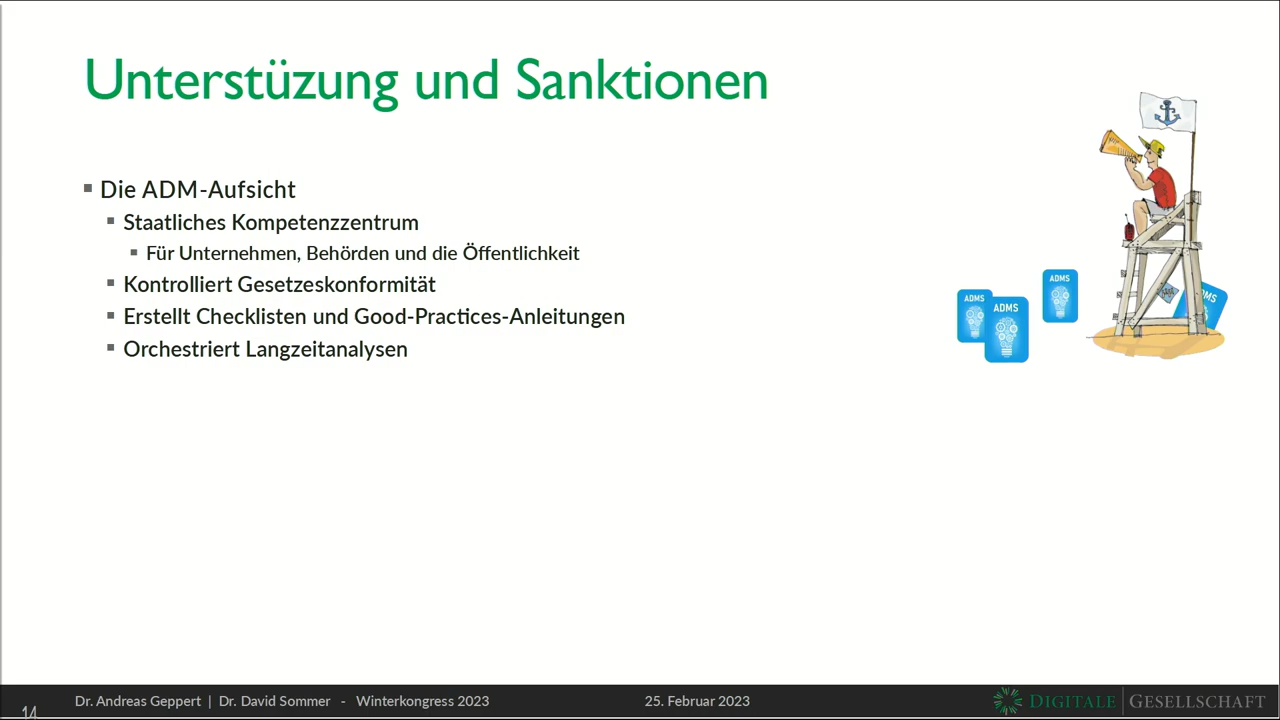 Unterstüzung und Sanktionen
Die ADM-Aufsicht
Staatliches Kompetenzzentrum
Für Unternehmen, Behörden und die Öffentlichkeit
Kontrolliert Gesetzeskonformität
Erstellt Checklisten und Good-Practices-Anleitungen
Orchestriert Langzeitanalysen
ADMS
ADMS
ADMS
ADMS
Dr. Andreas Geppert | Dr. David Sommer - Winterkongress 2023
25. Februar 2023
DIGITALE GESELLSCHAFT
14